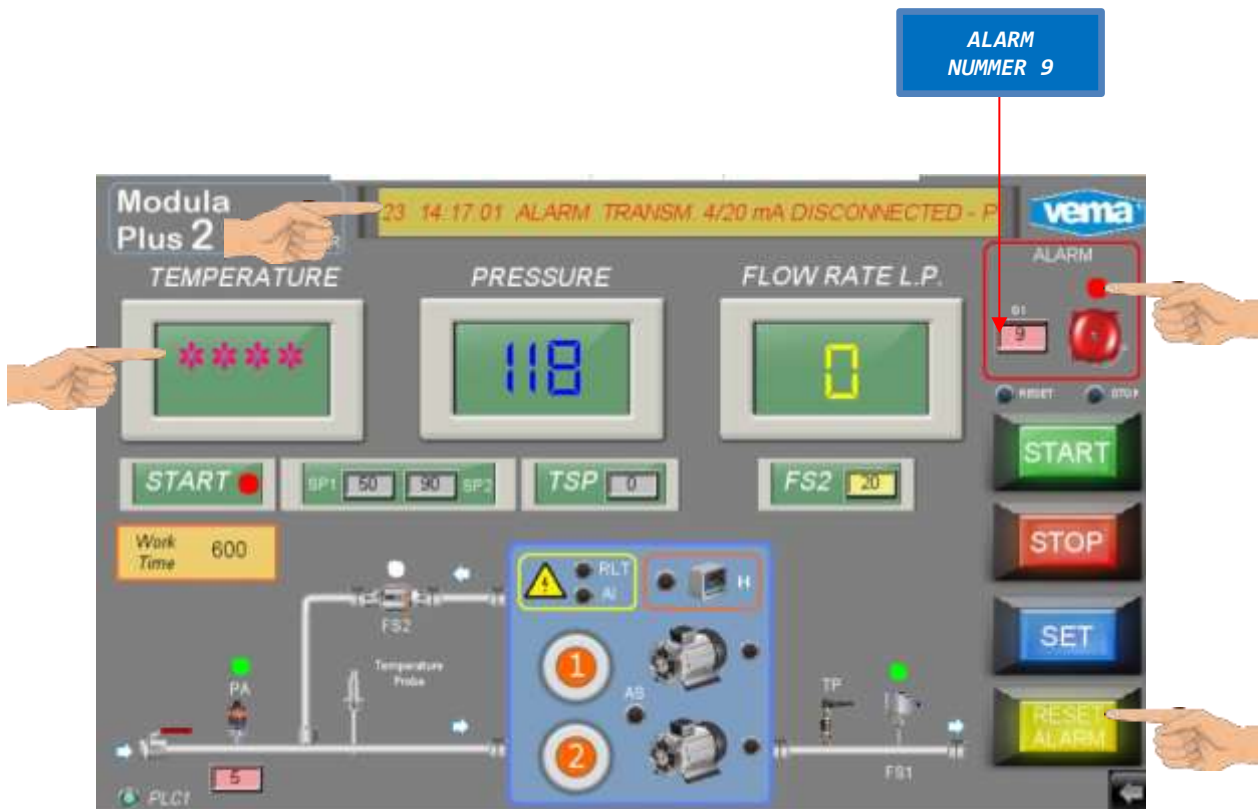 ALARM
NUMMER 9
Modula
Plus 2
23 14.17.01 ALARM TRANSM. 4/20 mA DISCONNECTED - P
vema
TEMPERATURE
PRESSURE
FLOW RATE L.P.
ALARM
****
118
0
9
RESET
STOP
START
SP1 50 90 SP2
TSP 0
FS2 20
START
Work
Time
600
STOP
RLT
AI
H
FS2
SET
1
Temperature
Probe
PA
AS
TP
RESET
ALARM
2
5
FS1
PLC1